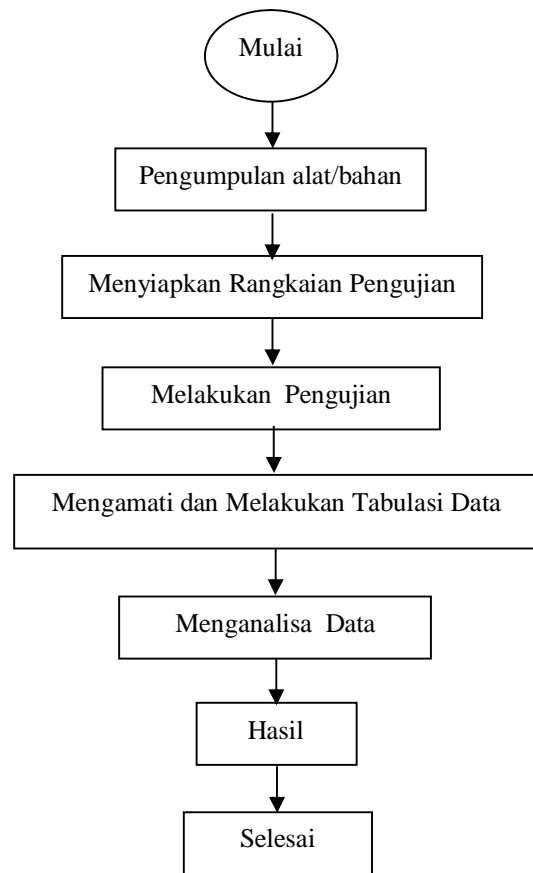 Mulai
Pengumpulan alat/bahan
Menyiapkan Rangkaian Pengujian
Melakukan Pengujian
Mengamati dan Melakukan Tabulasi Data
Menganalisa Data
Hasil
Selesai